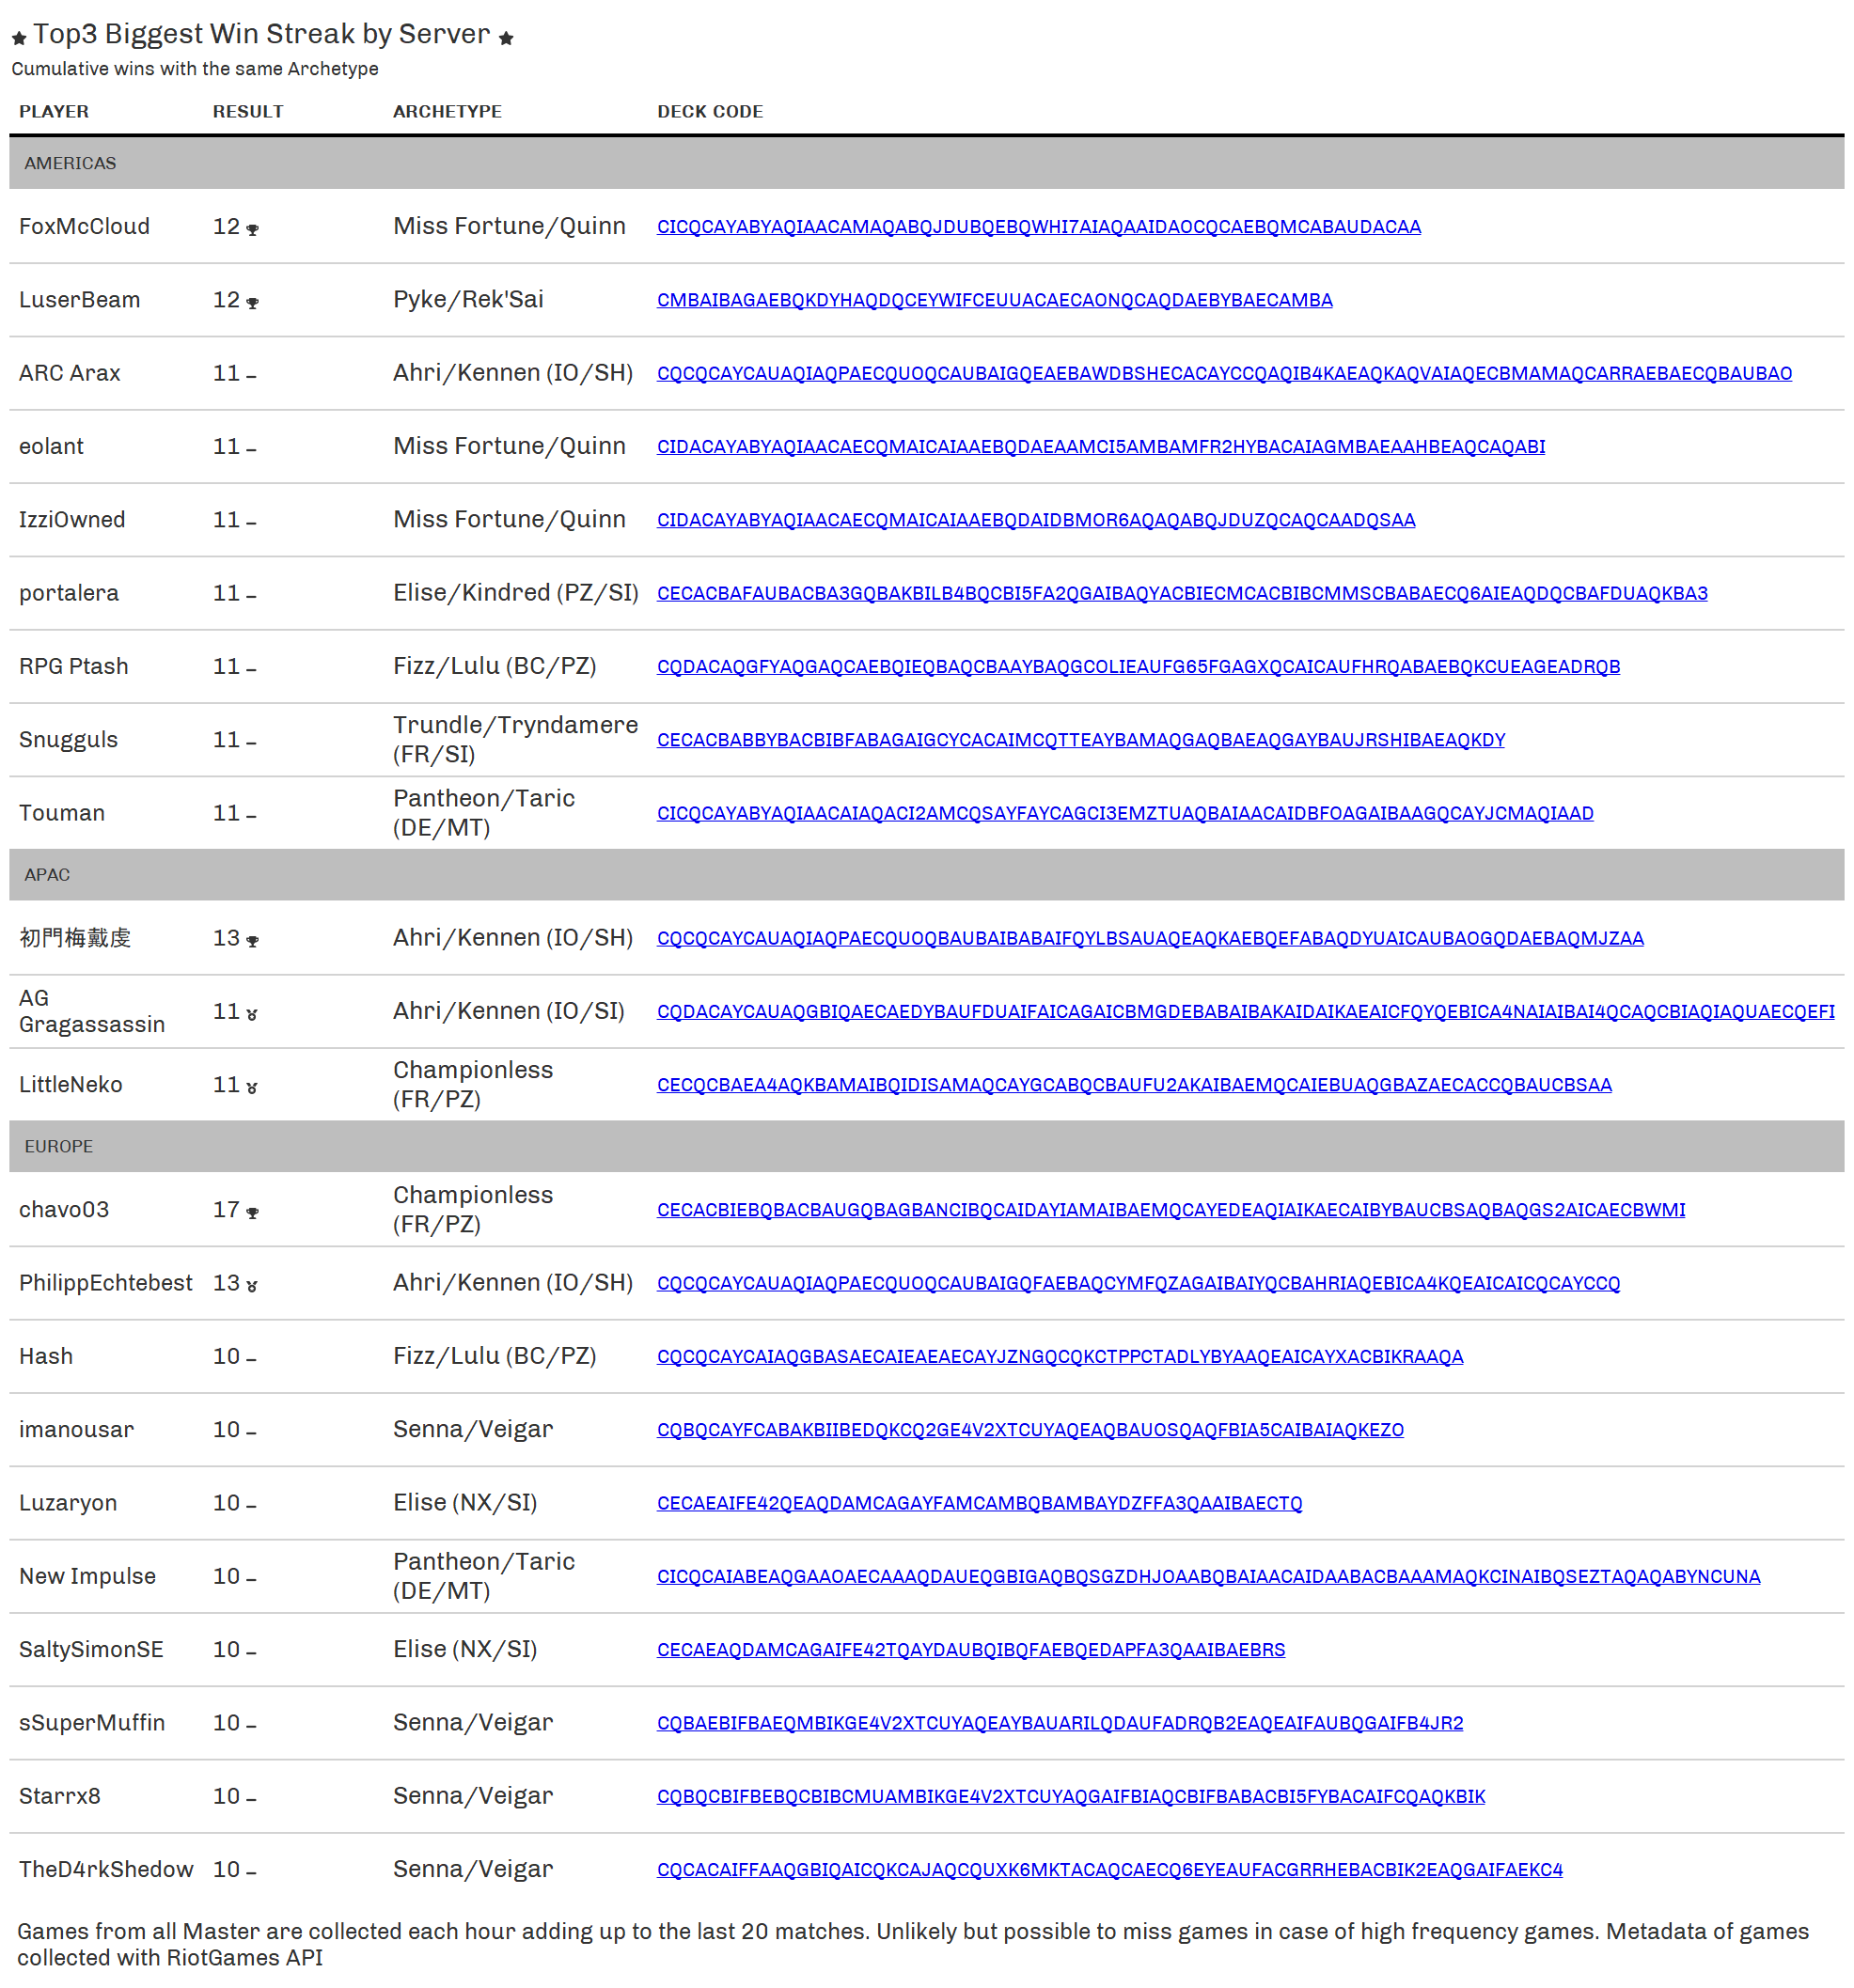 ★ Top3 Biggest Win Streak by Server ★
Cumulative wins with the same Archetype
PLAYER RESULT ARCHETYPE DECK CODE
AMERICAS
FoxMcCloud 12 Miss Fortune/Quinn CICQCAYABYAQIAACAMAQABQJDUBQEBQWHI7AIAQAAIDAOCQCAEBQMCABAUDACAA
LuserBeam 12 Pyke/Rek'Sai CMBAIBAGAEBQKDYHAQDQCEYWIFCEUUACAECAONQCAQDAEBYBAECAMBA
ARC Arax 11 – Ahri/Kennen (IO/SH) CQCQCAYCAUAQIAQPAECQUOQCAUBAIGQEAEBAWDBSHECACAYCCQAQIB4KAEAQKAQVAIAQECBMAMAQCARRAEBAECQBAUBAO
eolant 11 – Miss Fortune/Quinn CIDACAYABYAQIAACAECQMAICAIAAEBQDAEAAMCI5AMBAMFR2HYBACAIAGMBAEAAHBEAQCAQABI
IzziOwned 11 – Miss Fortune/Quinn CIDACAYABYAQIAACAECQMAICAIAAEBQDAIDBMOR6AQAQABQJDUZQCAQCAADQSAA
portalera 11 – Elise/Kindred (PZ/SI) CECACBAFAUBACBA3GQBAKBILB4BQCBI5FA2QGAIBAQYACBIECMCACBIBCMMSCBABAECQ6AIEAQDQCBAFDUAQKBA3
RPG Ptash 11 – Fizz/Lulu (BC/PZ) CQDACAQGFYAQGAQCAEBQIEQBAQCBAAYBAQGCOLIEAUFG65FGAGXQCAICAUFHRQABAEBQKCUEAGEADRQB
Trundle/Tryndamere
Snugguls 11 – (FR/SI) CECACBABBYBACBIBFABAGAIGCYCACAIMCQTTEAYBAMAQGAQBAEAQGAYBAUJRSHIBAEAQKDY
Pantheon/Taric
Touman 11 – (DE/MT) CICQCAYABYAQIAACAIAQACI2AMCQSAYFAYCAGCI3EMZTUAQBAIAACAIDBFOAGAIBAAGQCAYJCMAQIAAD
APAC
初門梅戴虔 13 Ahri/Kennen (IO/SH) CQCQCAYCAUAQIAQPAECQUOQBAUBAIBABAIFQYLBSAUAQEAQKAEBQEFABAQDYUAICAUBAOGQDAEBAQMJZAA
AG
Gragassassin 11 Ahri/Kennen (IO/SI) CQDACAYCAUAQGBIQAECAEDYBAUFDUAIFAICAGAICBMGDEBABAIBAKAIDAIKAEAICFQYQEBICA4NAIAIBAI4QCAQCBIAQIAQUAECQEFI
Championless
LittleNeko 11 (FR/PZ) CECQCBAEA4AQKBAMAIBQIDISAMAQCAYGCABQCBAUFU2AKAIBAEMQCAIEBUAQGBAZAECACCQBAUCBSAA
EUROPE
Championless
chavo03 17 (FR/PZ) CECACBIEBQBACBAUGQBAGBANCIBQCAIDAYIAMAIBAEMQCAYEDEAQIAIKAECAIBYBAUCBSAQBAQGS2AICAECBWMI
PhilippEchtebest 13 Ahri/Kennen (IO/SH) CQCQCAYCAUAQIAQPAECQUOQCAUBAIGQFAEBAQCYMFQZAGAIBAIYQCBAHRIAQEBICA4KQEAICAICQCAYCCQ
Hash 10 – Fizz/Lulu (BC/PZ) CQCQCAYCAIAQGBASAECAIEAEAECAYJZNGQCQKCTPPCTADLYBYAAQEAICAYXACBIKRAAQA
imanousar 10 – Senna/Veigar CQBQCAYFCABAKBIIBEDQKCQ2GE4V2XTCUYAQEAQBAUOSQAQFBIA5CAIBAIAQKEZO
Luzaryon 10 – Elise (NX/SI) CECAEAIFE42QEAQDAMCAGAYFAMCAMBQBAMBAYDZFFA3QAAIBAECTQ
Pantheon/Taric
New Impulse 10 – (DE/MT) CICQCAIABEAQGAAOAECAAAQDAUEQGBIGAQBQSGZDHJOAABQBAIAACAIDAABACBAAAMAQKCINAIBQSEZTAQAQABYNCUNA
SaltySimonSE 10 – Elise (NX/SI) CECAEAQDAMCAGAIFE42TQAYDAUBQIBQFAEBQEDAPFA3QAAIBAEBRS
sSuperMuffin 10 – Senna/Veigar CQBAEBIFBAEQMBIKGE4V2XTCUYAQEAYBAUARILQDAUFADRQB2EAQEAIFAUBQGAIFB4JR2
Starrx8 10 – Senna/Veigar CQBQCBIFBEBQCBIBCMUAMBIKGE4V2XTCUYAQGAIFBIAQCBIFBABACBI5FYBACAIFCQAQKBIK
TheD4rkShedow 10 – Senna/Veigar CQCACAIFFAAQGBIQAICQKCAJAQCQUXK6MKTACAQCAECQ6EYEAUFACGRRHEBACBIK2EAQGAIFAEKC4
Games from all Master are collected each hour adding up to the last 20 matches. Unlikely but possible to miss games in case of high frequency games. Metadata of games
collected with RiotGames API